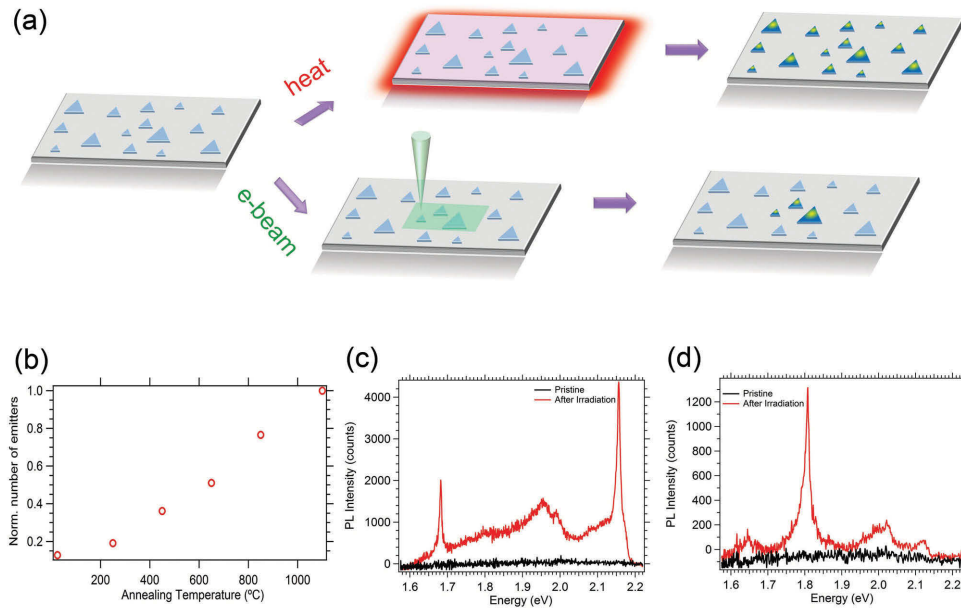 (a)
heat
e-beam
(b)
1.0
0.8
0.6
0.4
0.2
Norm. number of emitters
200 400 600 800 1000
Annealing Temperature (ºC)
(c)
Pristine
After Irradiation
4000
3000
2000
1000
0
PL Intensity (counts)
1.6 1.7 1.8 1.9 2.0 2.1 2.2
Energy (eV)
(d)
Pristine
After Irradiation
1200
1000
800
600
400
200
0
PL Intensity (counts)
1.6 1.7 1.8 1.9 2.0 2.1 2.2
Energy (eV)